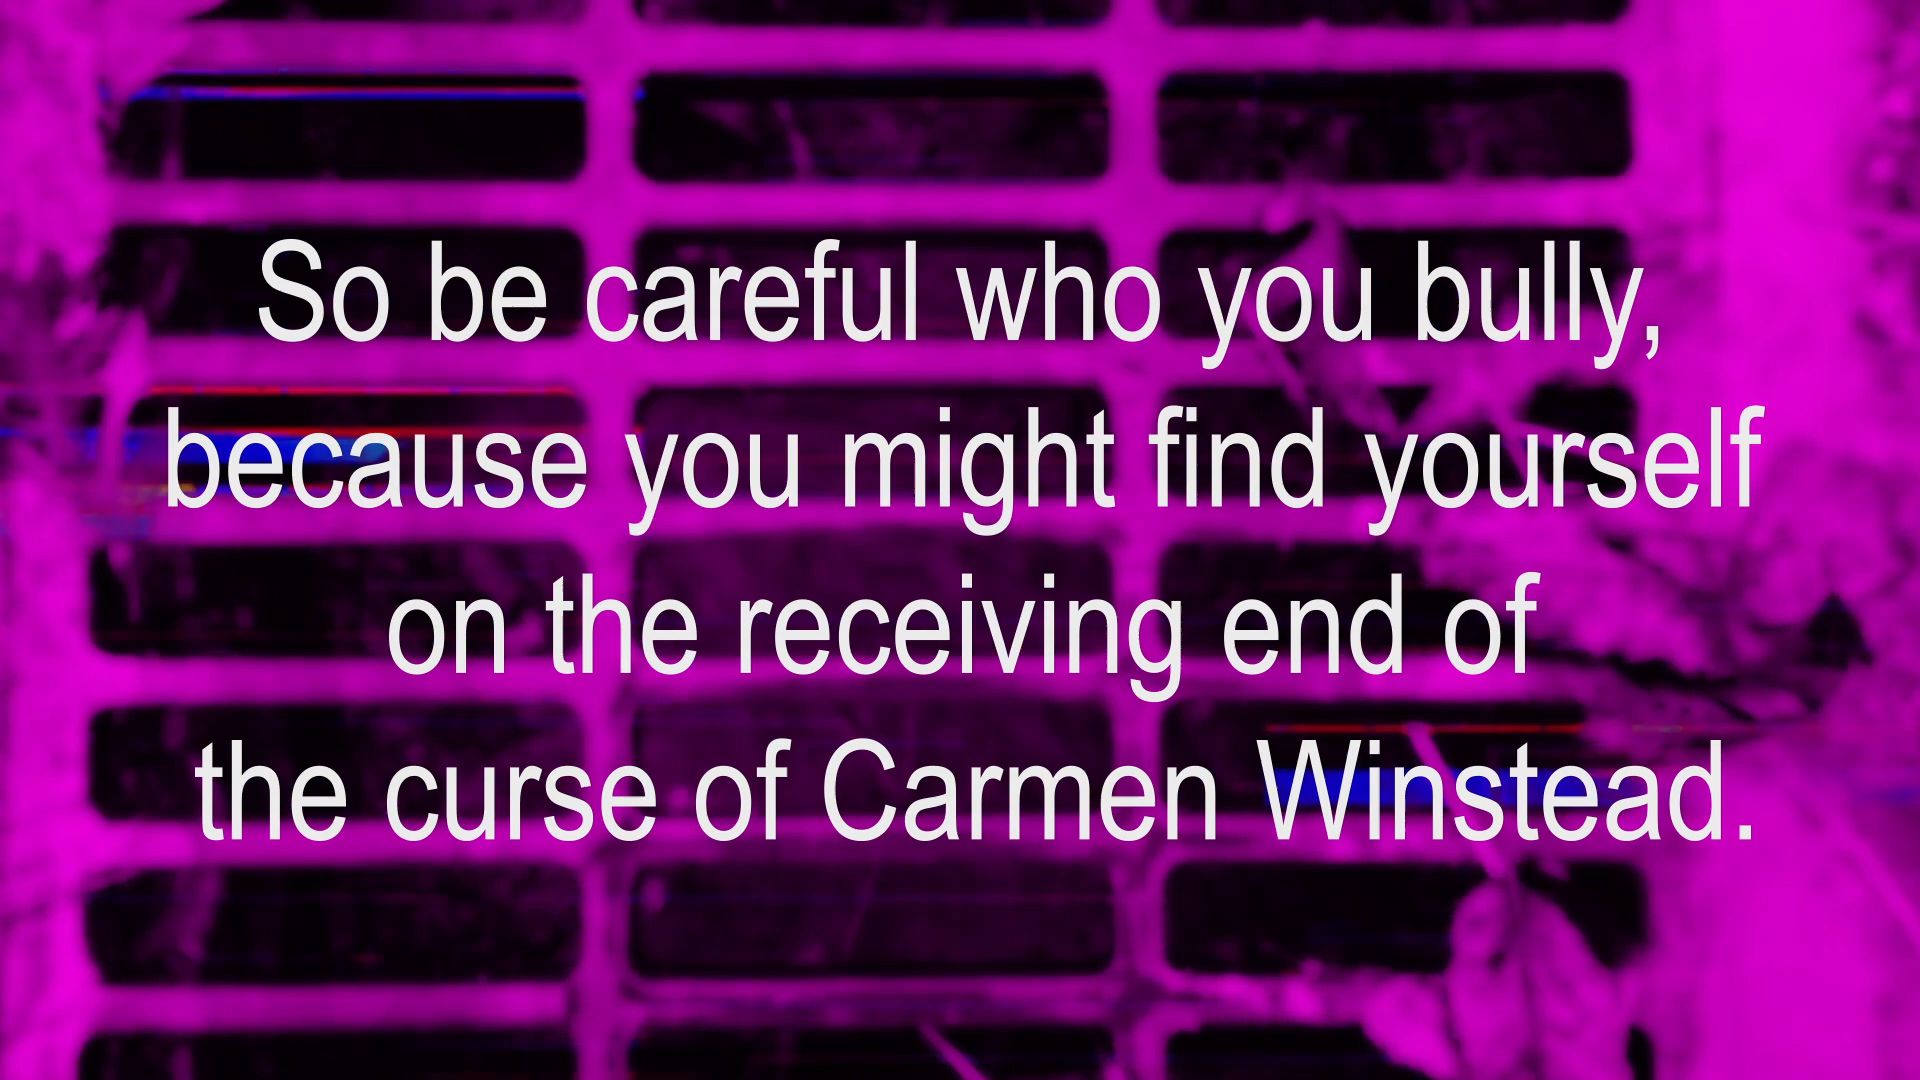 So be careful who you bully,
because you might find yourself
on the receiving end of
the curse of Carmen Winstead.